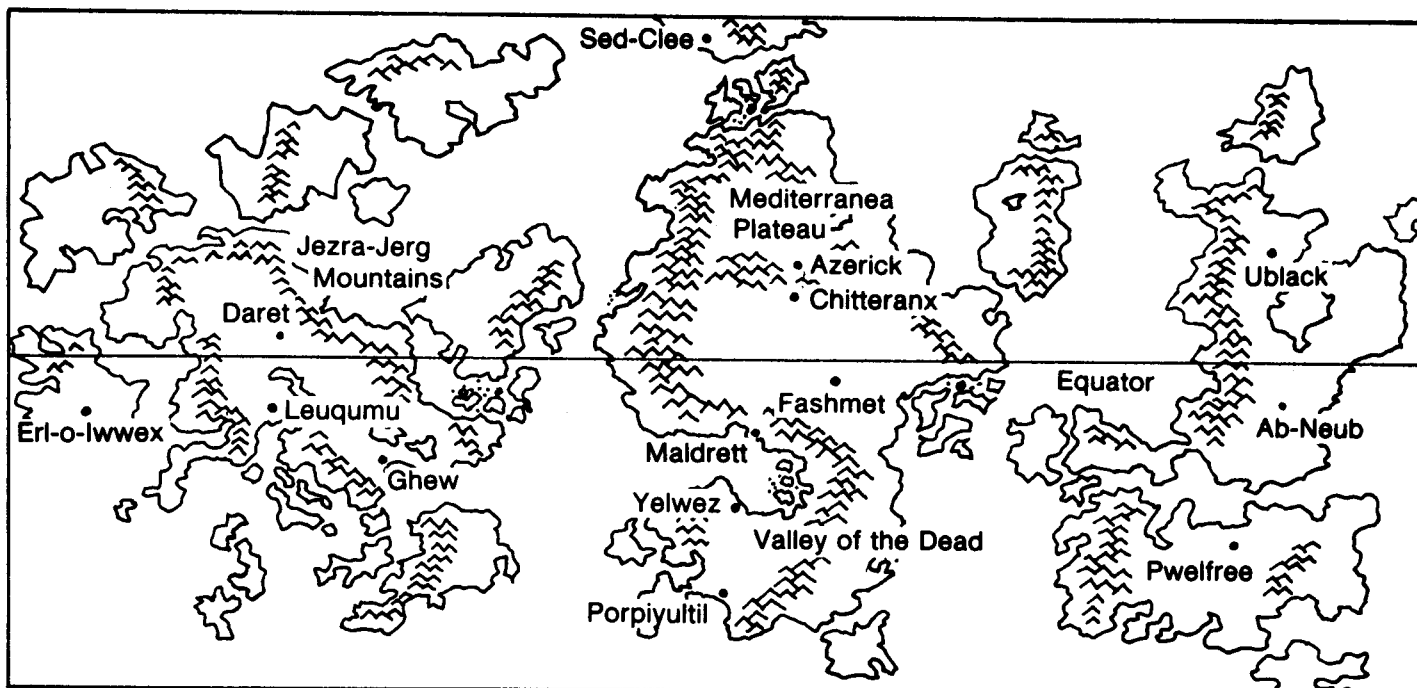 Sed-Clee
Mediterranea
Plateau
Jezra-Jerg
Mountains
Azerick
Ublack
Chitteranx
Daret
Equator
Erl-o-Iwwex
Leuqumu
Fashmet
Ab-Neub
Maldrett
Ghew
Yelwez
Valley of the Dead
Pwelfree
Porpiyultil